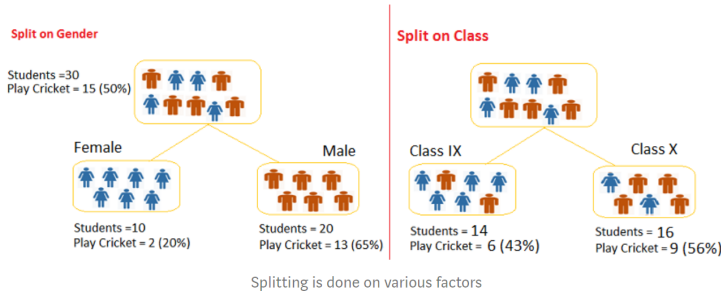 Split on Gender
Students =30
Play Cricket = 15 (50%)
Female
Male
Students =10
Play Cricket = 2 (20%)
Students = 20
Play Cricket = 13 (65%)
Split on Class
Class IX
Class X
Students = 14
Play Cricket = 6 (43%)
Students = 16
Play Cricket = 9 (56%)
Splitting is done on various factors